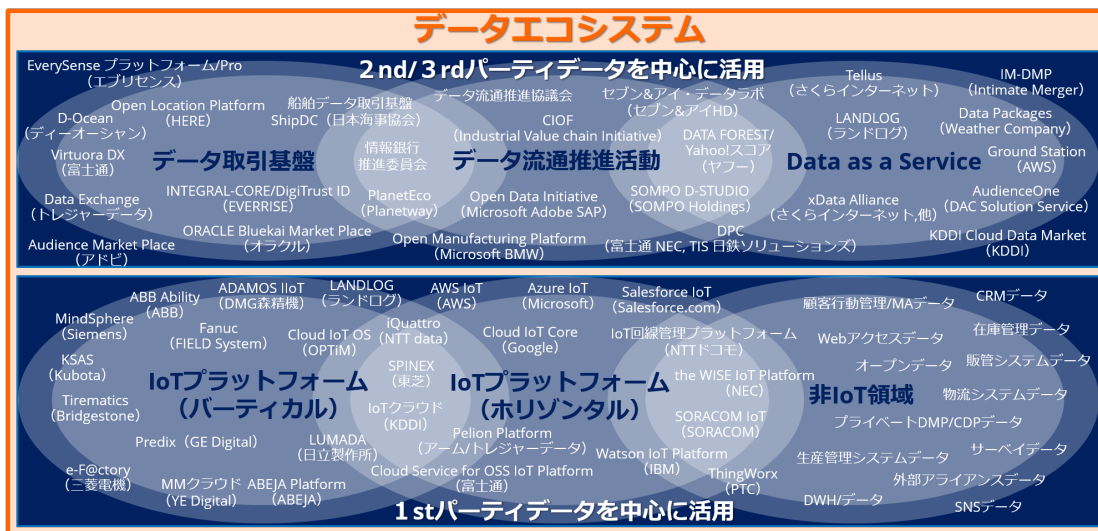 データエコシステム
2nd/3rdパーティデータを中心に活用
EverySense プラットフォーム/Pro
（エブリセンス）
Open Location Platform
（HERE）
D-Ocean
（ディーオーシャン）
Virtuora DX
（富士通）
データ取引基盤
INTEGRAL-CORE/DigiTrust ID
（EVERRISE）
Data Exchange
（トレジャーデータ）
ORACLE Bluekai Market Place
（オラクル）
Audience Market Place
（アドビ）
船舶データ取引基盤
ShipDC（日本海事協会）
情報銀行
推進委員会
PlanetEco
（Planetway）
データ流通推進協議会
CIOF
（Industrial Value chain Initiative）
データ流通推進活動
Open Data Initiative
（Microsoft Adobe SAP）
Open Manufacturing Platform
（Microsoft BMW）
セブン&アイ・データラボ
（セブン&アイHD）
DATA FOREST/
Yahoo!スコア
（ヤフー）
SOMPO D-STUDIO
（SOMPO Holdings）
DPC
（富士通 NEC, TIS 日鉄ソリューションズ）
Tellus
（さくらインターネット）
LANDLOG
（ランドログ）
Data as a Service
xData Alliance
（さくらインターネット,他）
IM-DMP
（Intimate Merger）
Data Packages
（Weather Company）
Ground Station
（AWS）
AudienceOne
（DAC Solution Service）
KDDI Cloud Data Market
（KDDI）
ABB Ability
（ABB）
ADAMOS IIoT
（DMG森精機）
LANDLOG
（ランドログ）
MindSphere
（Siemens）
Fanuc
（FIELD System）
Cloud IoT OS
（OPTiM）
iQuattro
（NTT data）
KSAS
（Kubota）
IoTプラットフォーム
（バーティカル）
SPINEX
（東芝）
Tirematics
（Bridgestone）
IoTクラウド
（KDDI）
Predix（GE Digital）
LUMADA
（日立製作所）
e-F@ctory
（三菱電機）
MMクラウド
（YE Digital）
ABEJA Platform
（ABEJA）
AWS IoT
（AWS）
Azure IoT
（Microsoft）
Cloud IoT Core
（Google）
IoTプラットフォーム
（ホリゾンタル）
Pelion Platform
（アーム/トレジャーデータ）
Cloud Service for OSS IoT Platform
（富士通）
Salesforce IoT
（Salesforce.com）
IoT回線管理プラットフォーム
（NTTドコモ）
the WISE IoT Platform
（NEC）
SORACOM IoT
（SORACOM）
Watson IoT Platform
（IBM）
ThingWorx
（PTC）
顧客行動管理/MAデータ
CRMデータ
Webアクセスデータ
在庫管理データ
オープンデータ
販管システムデータ
非IoT領域
物流システムデータ
プライベートDMP/CDPデータ
生産管理システムデータ
サーベイデータ
外部アライアンスデータ
DWH/データ
SNSデータ
1stパーティデータを中心に活用